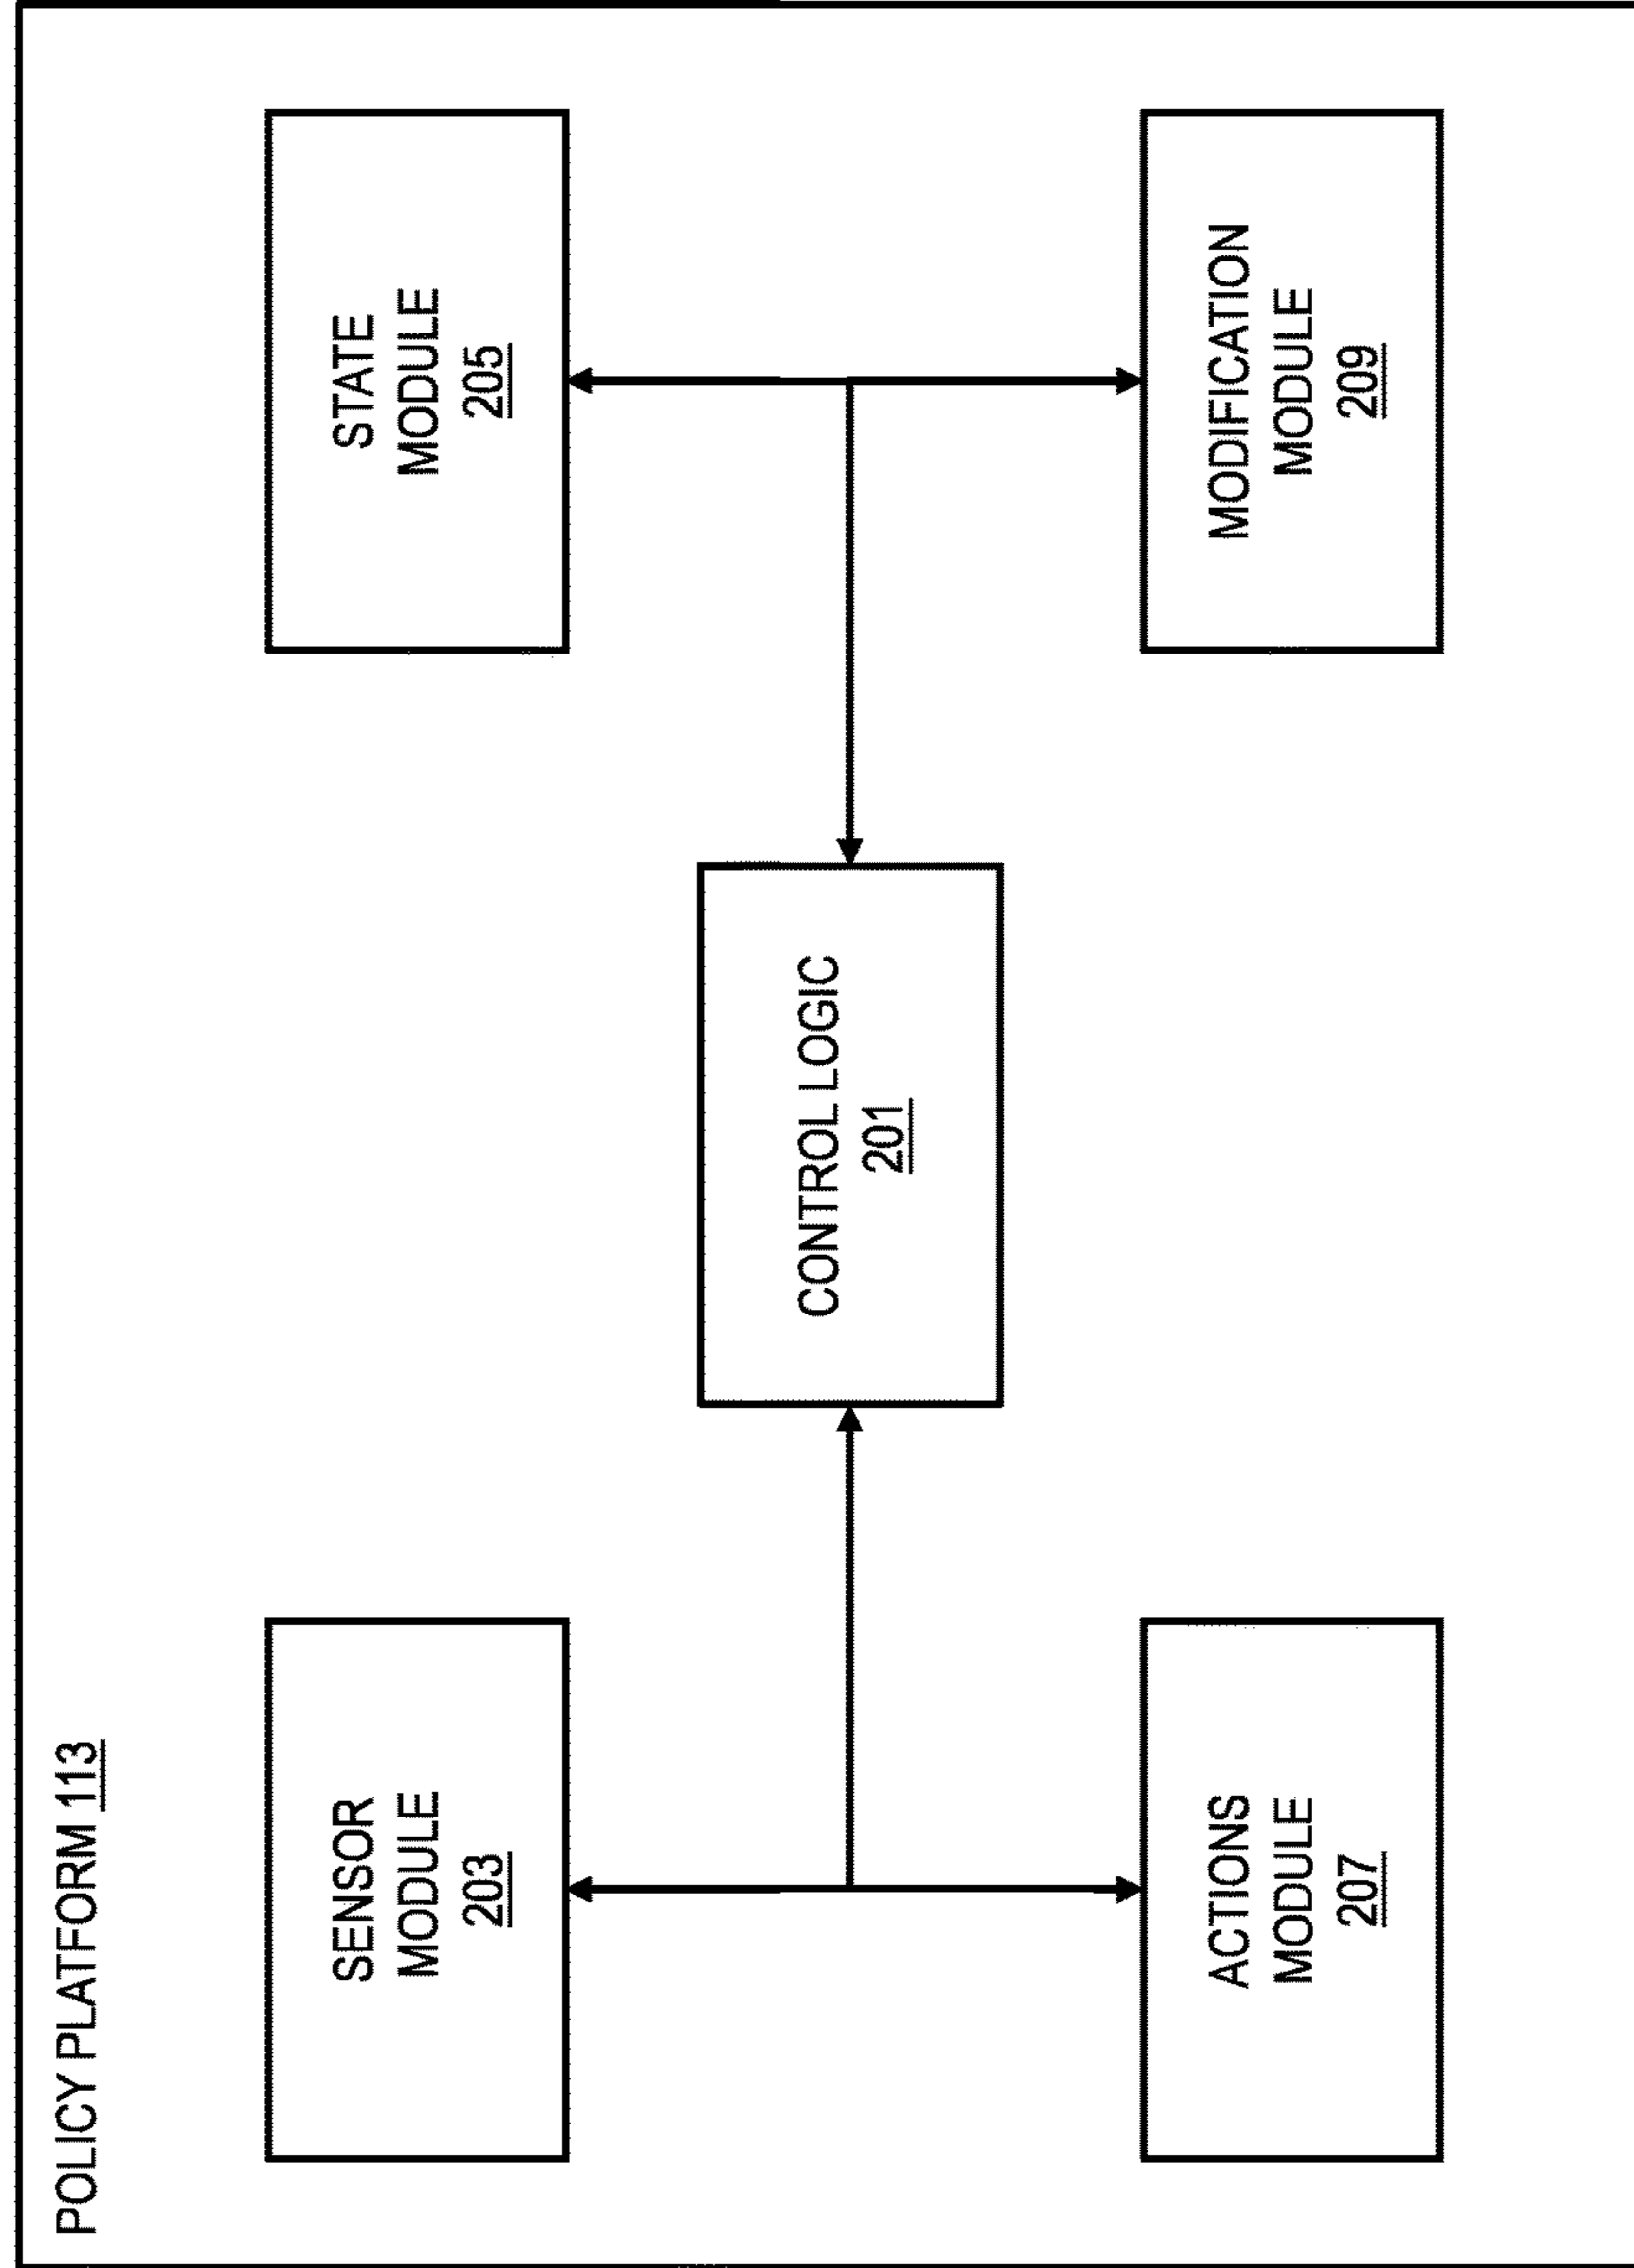 POLICY PLATFORM 113
SENSOR
MODULE
203
STATE
MODULE
205
CONTROL LOGIC
201
ACTIONS
MODULE
207
MODIFICATION
MODULE
209